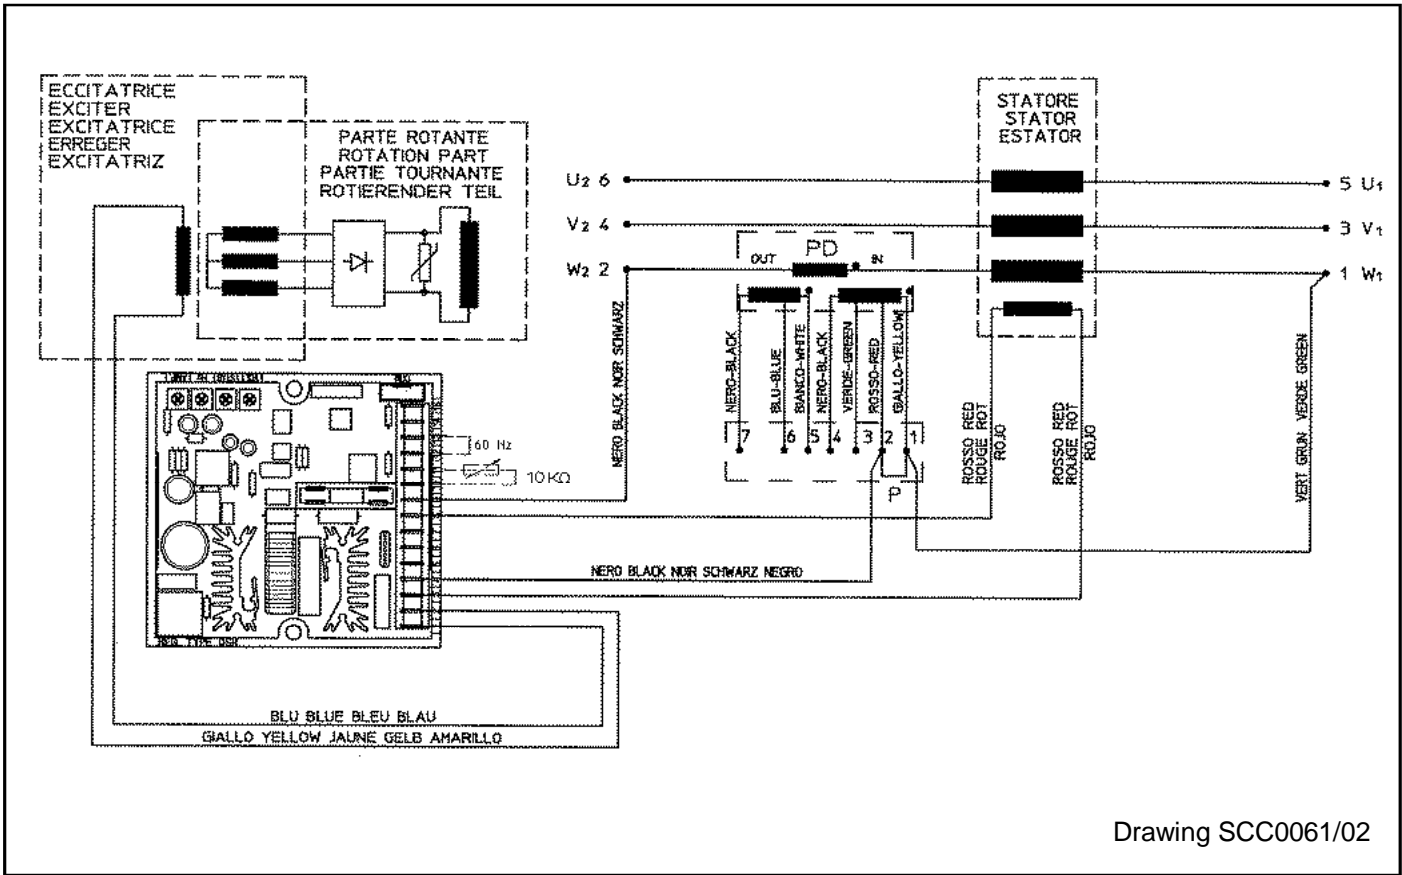 ECCITATRICE
EXCITER
EXCITATRICE
ERREGER
EXCITATRIZ
PARTE ROTANTE
ROTATION PART
PARTIE TOURNANTE
ROTIERENDER TEIL
STATORE
STATOR
ESTATOR
U2 6
5 U1
V2 4
3 V1
W2 2
1 W1
PD
OUT
IN
NERO BLACK NOIR SCHWARZ
NERO-BLACK
BLU-BLUE
BIANCO-WHITE
NERO-BLACK
VERDE-GREEN
ROSSO-RED
GIALLO-YELLOW
7
6
5
4
3
2
1
P
ROSSO RED
ROUGE ROT
ROJO
ROSSO RED
ROUGE ROT
ROJO
VERT GRUN VERDE GREEN
60 Hz
10KΩ
NERO BLACK NOIR SCHWARZ NEGRO
REG TYPE DSR
BLU BLUE BLEU BLAU
GIALLO YELLOW JAUNE GELB AMARILLO
Drawing SCC0061/02